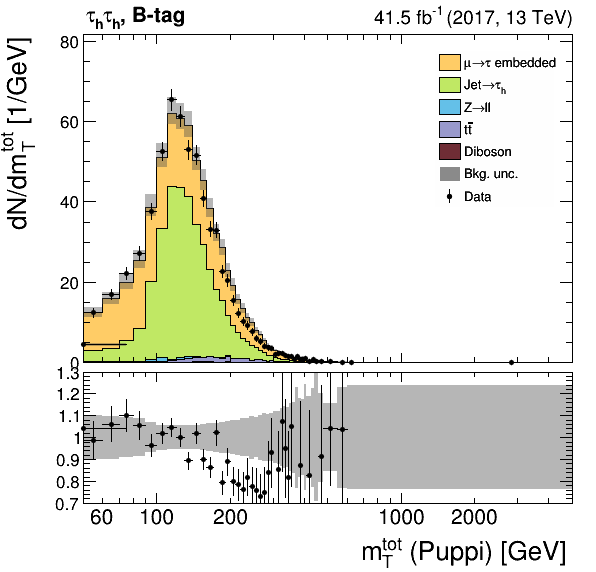 τhτh, B-tag
41.5 fb-1 (2017, 13 TeV)
dN/dmTtot [1/GeV]
80
60
40
20
0
μ→τ embedded
Jet→τh
Z→ll
tt̅
Diboson
Bkg. unc.
Data
1.3
1.2
1.1
1
0.9
0.8
0.7
60 100 200 1000 2000
mTtot (Puppi) [GeV]